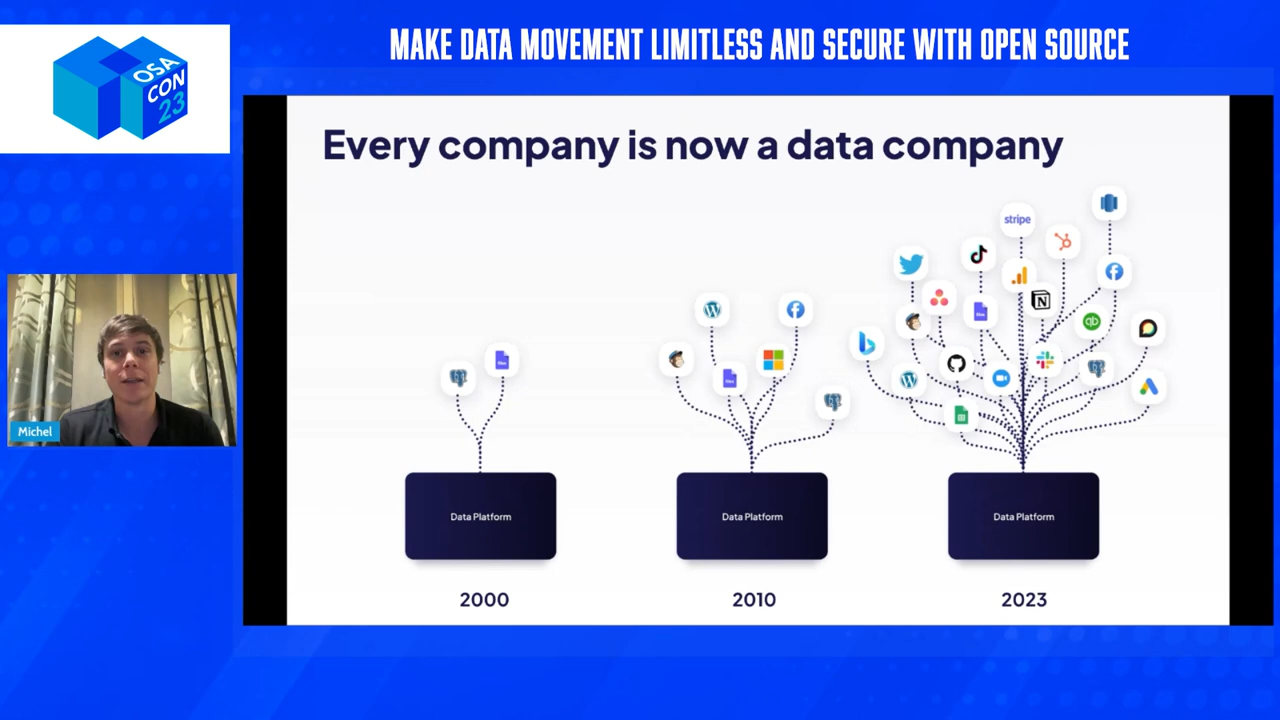 MAKE DATA MOVEMENT LIMITLESS AND SECURE WITH OPEN SOURCE
OSA
CON
23
Every company is now a data company
stripe
Michel
Data Platform
Data Platform
Data Platform
2000
2010
2023